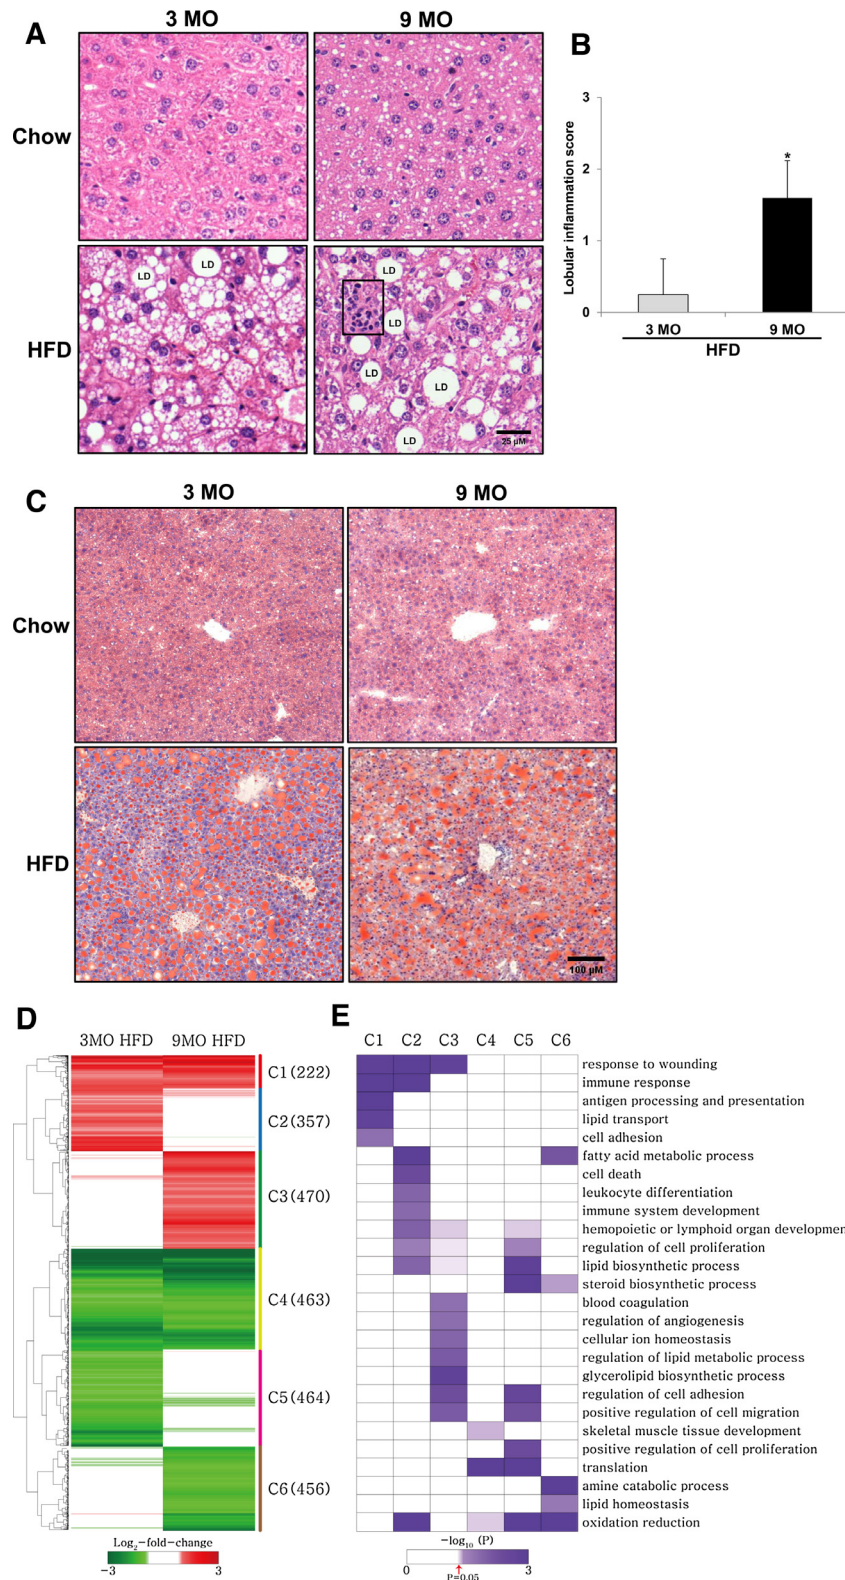 A
3 MO
9 MO
Chow
HFD
LD
LD
LD
LD
LD
LD
LD
25 µM
B
Lobular inflammation score
3
2
1
0
*
3 MO
9 MO
HFD
C
3 MO
9 MO
Chow
HFD
100 µM
D
3MO HFD
9MO HFD
C1(222)
C2(357)
C3(470)
C4(463)
C5(464)
C6(456)
Log2-fold-change
-3
3
E
C1
C2
C3
C4
C5
C6
response to wounding
immune response
antigen processing and presentation
lipid transport
cell adhesion
fatty acid metabolic process
cell death
leukocyte differentiation
immune system development
hemopoietic or lymphoid organ development
regulation of cell proliferation
lipid biosynthetic process
steroid biosynthetic process
blood coagulation
regulation of angiogenesis
cellular ion homeostasis
regulation of lipid metabolic process
glycerolipid biosynthetic process
regulation of cell adhesion
positive regulation of cell migration
skeletal muscle tissue development
positive regulation of cell proliferation
translation
amine catabolic process
lipid homeostasis
oxidation reduction
-log10 (P)
0
3
P=0.05